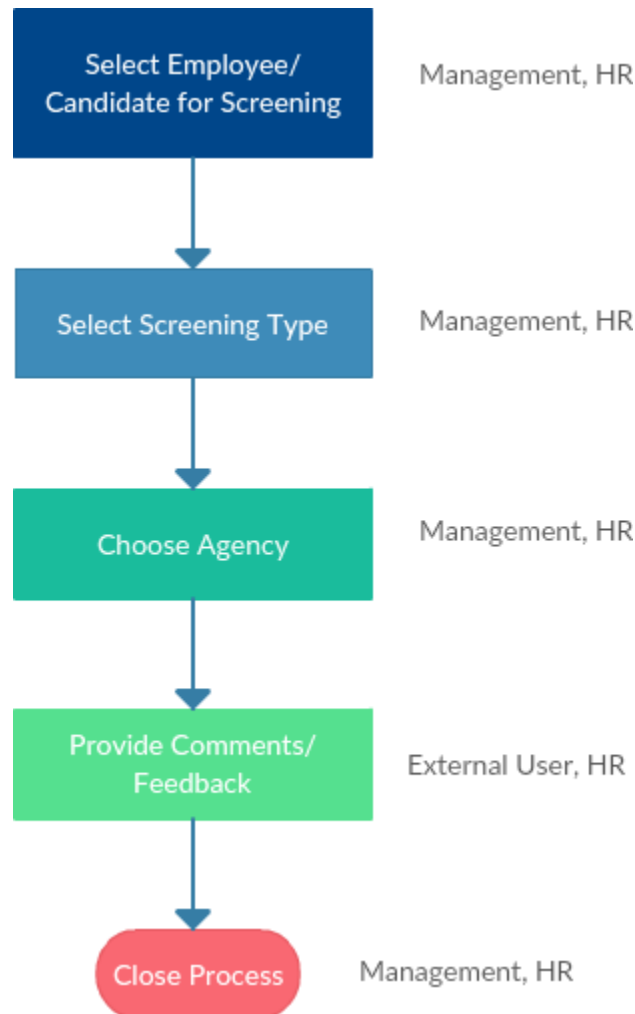 Select Employee/
Candidate for Screening
Management, HR
Select Screening Type
Management, HR
Choose Agency
Management, HR
Provide Comments/
Feedback
External User, HR
Close Process
Management, HR